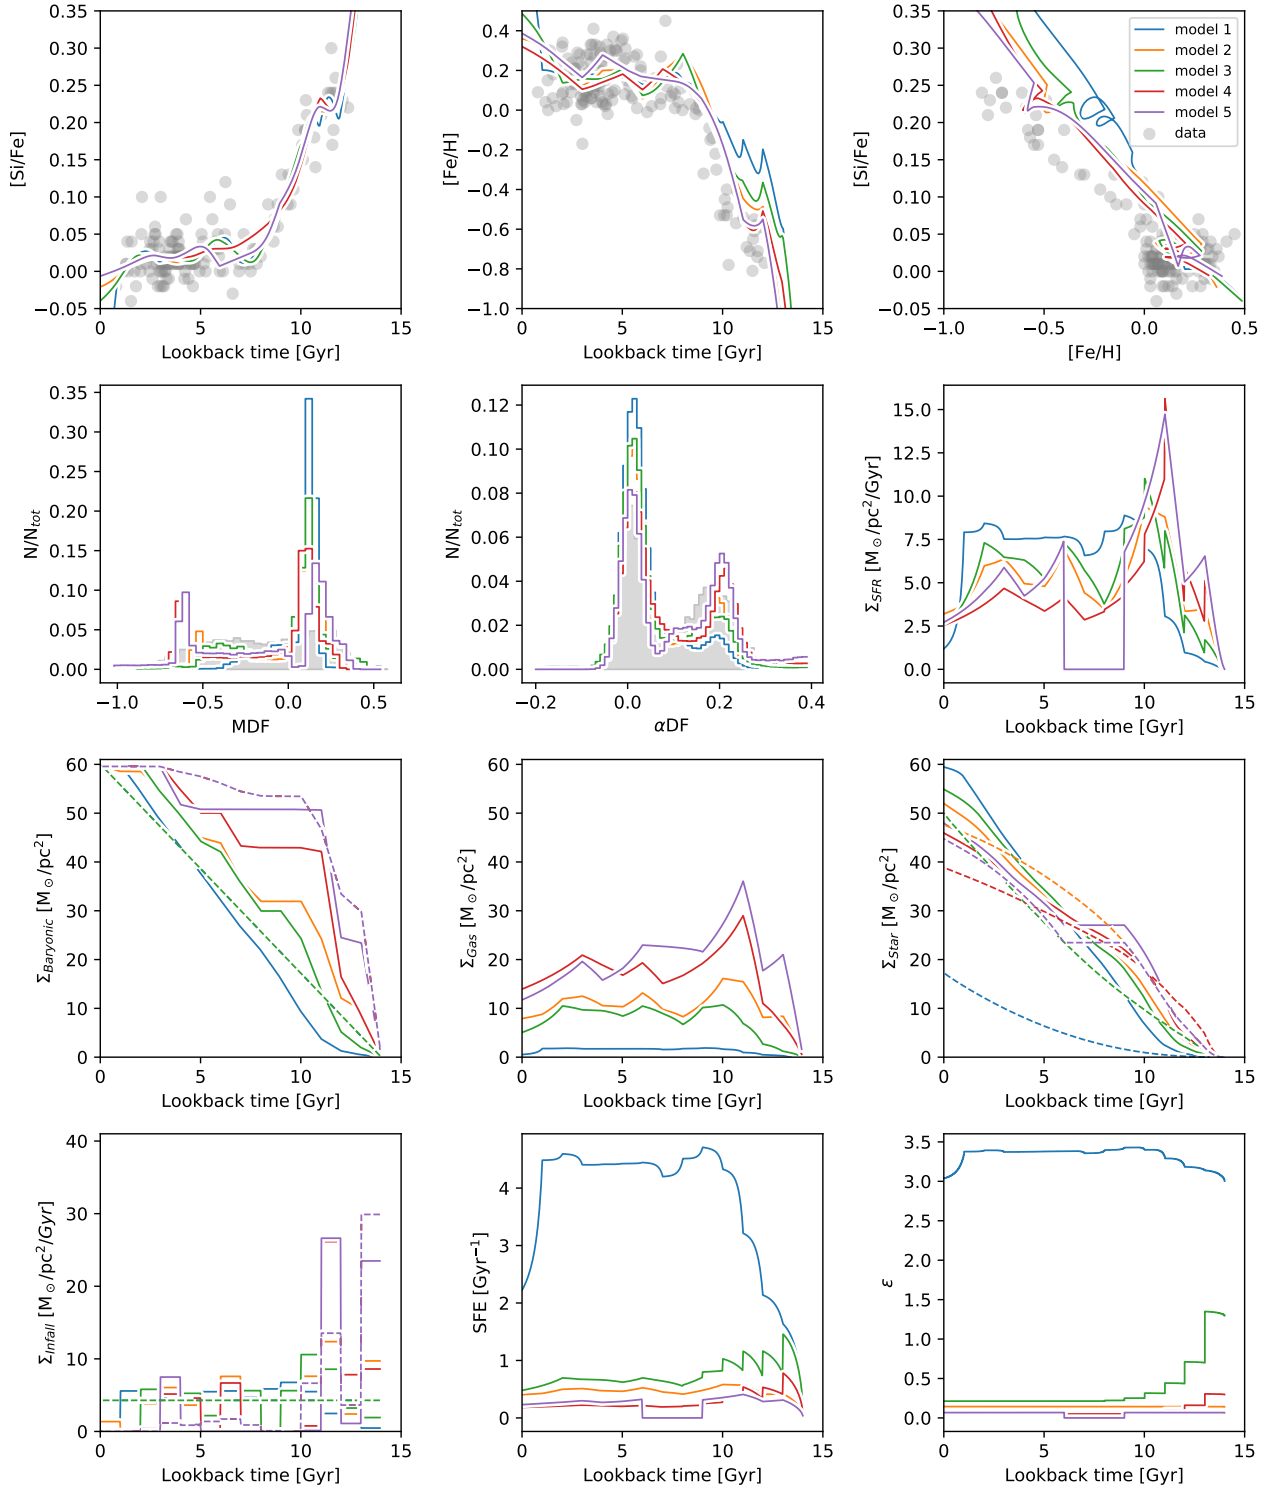 0.35
0.30
0.25
0.20
0.15
0.10
0.05
0.00
−0.05
[Si/Fe]
0 5 10 15
Lookback time [Gyr]
0.4
0.2
0.0
−0.2
−0.4
−0.6
−0.8
−1.0
[Fe/H]
0 5 10 15
Lookback time [Gyr]
0.35
0.30
0.25
0.20
0.15
0.10
0.05
0.00
−0.05
[Si/Fe]
model 1
model 2
model 3
model 4
model 5
data
−1.0 −0.5 0.0 0.5
[Fe/H]
0.35
0.30
0.25
0.20
0.15
0.10
0.05
0.00
N/N_tot
−1.0 −0.5 0.0 0.5
MDF
0.12
0.10
0.08
0.06
0.04
0.02
0.00
N/N_tot
−0.2 0.0 0.2 0.4
αDF
15.0
12.5
10.0
7.5
5.0
2.5
0.0
Σ_SFR [M_⊙/pc²/Gyr]
0 5 10 15
Lookback time [Gyr]
60
50
40
30
20
10
0
Σ_Baryonic [M_⊙/pc²]
0 5 10 15
Lookback time [Gyr]
60
50
40
30
20
10
0
Σ_Gas [M_⊙/pc²]
0 5 10 15
Lookback time [Gyr]
60
50
40
30
20
10
0
Σ_Star [M_⊙/pc²]
0 5 10 15
Lookback time [Gyr]
40
30
20
10
0
Σ_Infall [M_⊙/pc²/Gyr]
0 5 10 15
Lookback time [Gyr]
4
3
2
1
0
SFE [Gyr⁻¹]
0 5 10 15
Lookback time [Gyr]
3.5
3.0
2.5
2.0
1.5
1.0
0.5
0.0
ε
0 5 10 15
Lookback time [Gyr]